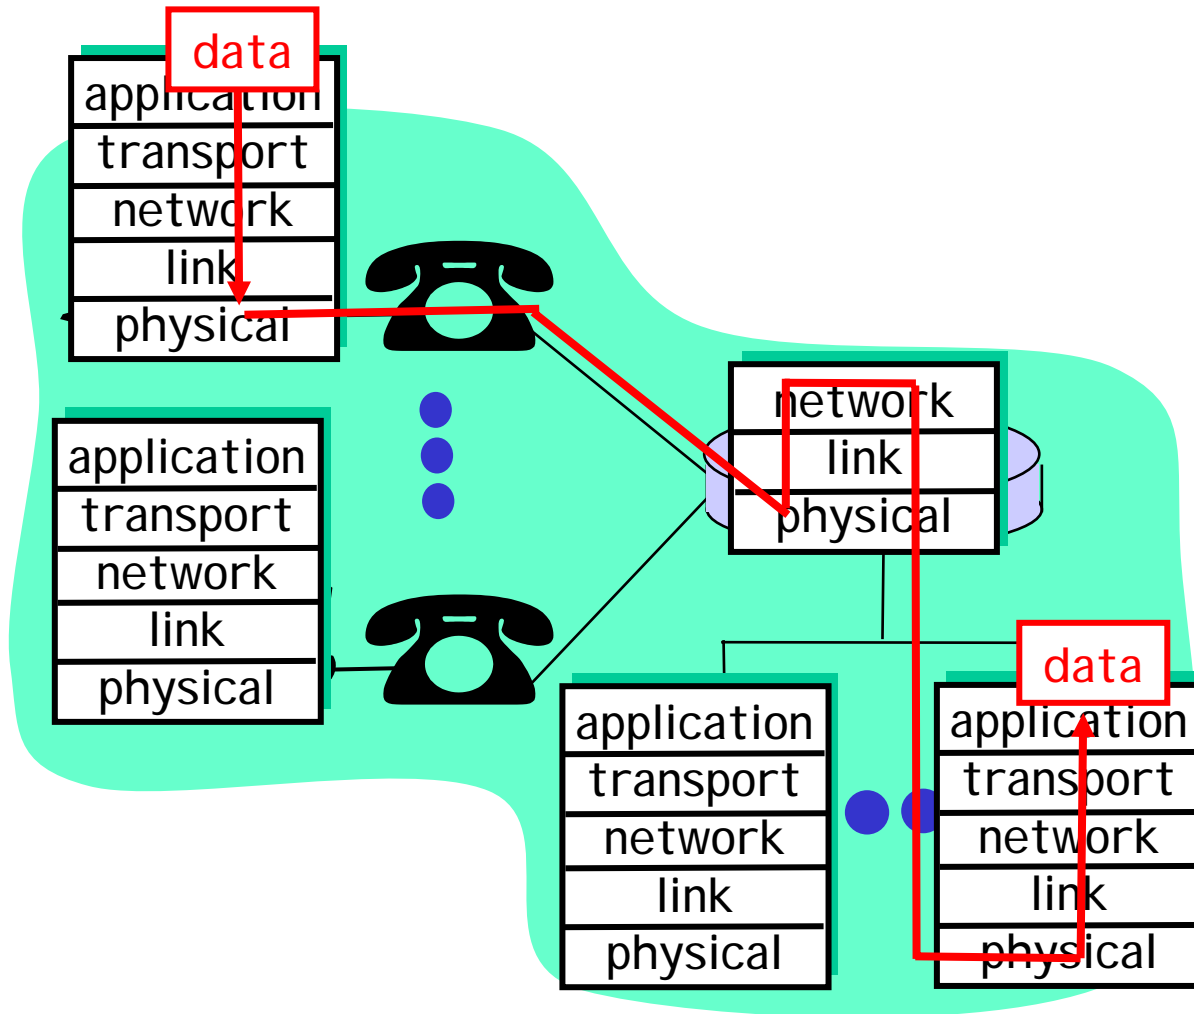 data
application
transport
network
link
physical
application
transport
network
link
physical
network
link
physical
application
transport
network
link
physical
data
application
transport
network
link
physical